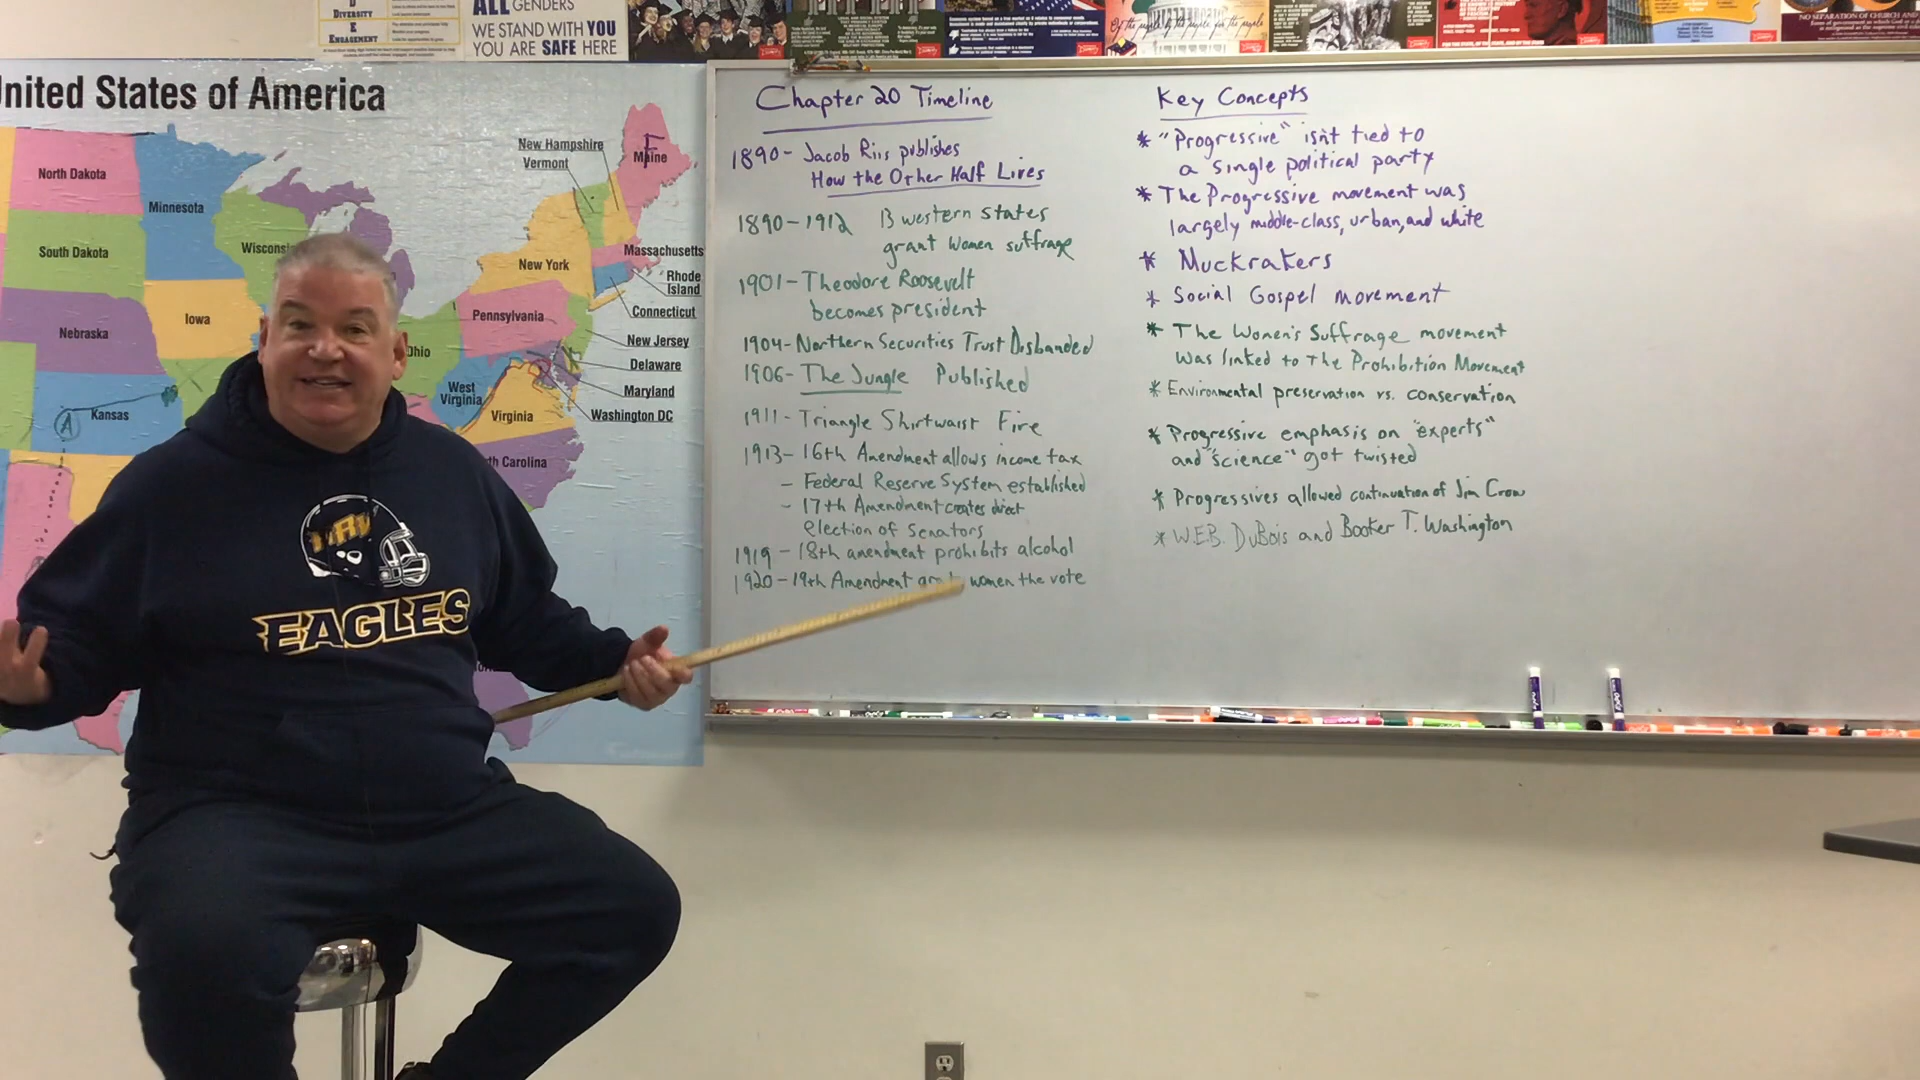 DIVERSITY
ENGAGEMENT
ALL GENDERS
WE STAND WITH YOU
YOU ARE SAFE HERE
NO SEPARATION OF CHURCH AND
United States of America
North Dakota
Minnesota
South Dakota
Wisconsi
Nebraska
Iowa
Kansas
A
Ohio
West Virginia
Virginia
th Carolina
Pennsylvania
New York
New Hampshire
Vermont
Maine
F
Massachusetts
Rhode Island
Connecticut
New Jersey
Delaware
Maryland
Washington DC
EAGLES
Chapter 20 Timeline
1890- Jacob Riis publishes
How the Other Half Lives
1890-1912 13 western states
grant women suffrage
1901- Theodore Roosevelt
becomes president
1904- Northern Securities Trust Disbanded
1906- The Jungle Published
1911- Triangle Shirtwaist Fire
1913- 16th Amendment allows income tax
- Federal Reserve System established
- 17th Amendment creates direct
election of Senators
1919 - 18th amendment prohibits alcohol
1920 - 19th Amendment women the vote
Key Concepts
* "Progressive" isn't tied to
a single political party
* The Progressive movement was
largely middle-class, urban, and white
* Muckrakers
* Social Gospel movement
* The Women's Suffrage movement
was linked to the Prohibition Movement
* Environmental preservation vs. conservation
* Progressive emphasis on "experts"
and "science" got twisted
* Progressives allowed continuation of Jim Crow
* W.E.B. DuBois and Booker T. Washington